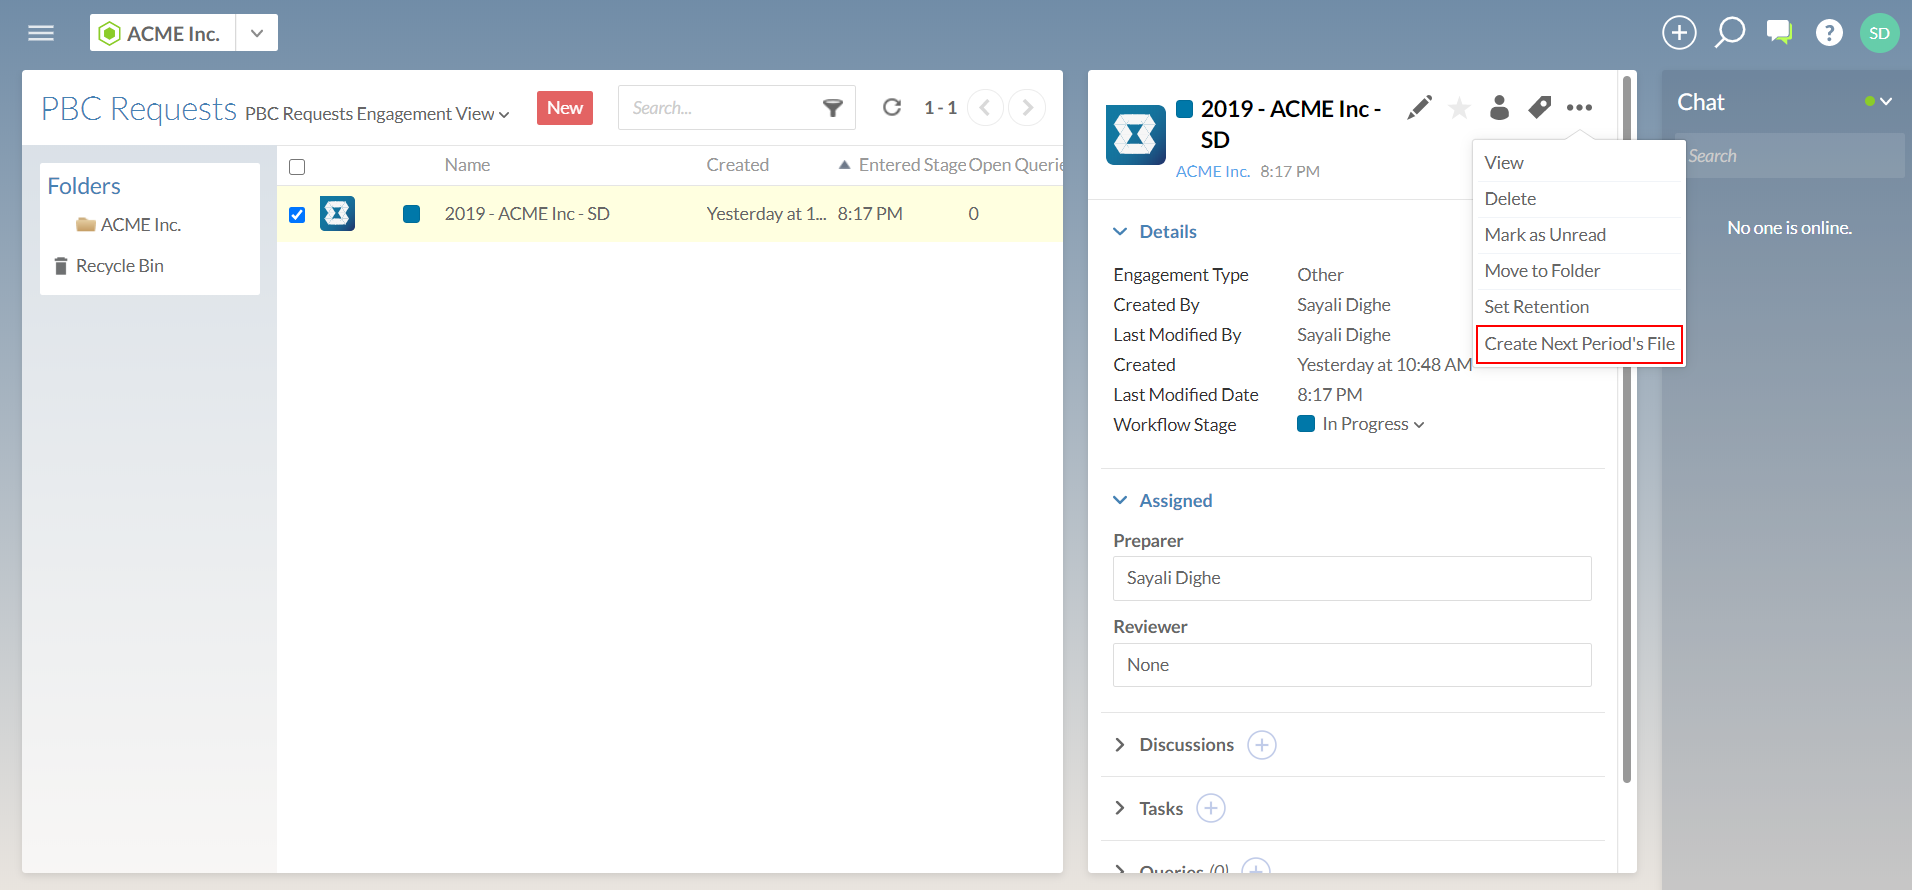 ACME Inc.
SD
PBC Requests PBC Requests Engagement View
New
Search...
1 - 1
Folders
ACME Inc.
Recycle Bin
Name Created Entered Stage Open Querie
2019 - ACME Inc - SD Yesterday at 1... 8:17 PM 0
2019 - ACME Inc -
SD
ACME Inc. 8:17 PM
View
Delete
Mark as Unread
Move to Folder
Set Retention
Create Next Period's File
Details
Engagement Type Other
Created By Sayali Dighe
Last Modified By Sayali Dighe
Created Yesterday at 10:48 AM
Last Modified Date 8:17 PM
Workflow Stage In Progress
Assigned
Preparer
Sayali Dighe
Reviewer
None
Discussions
Tasks
Queries (0)
Chat
Search
No one is online.